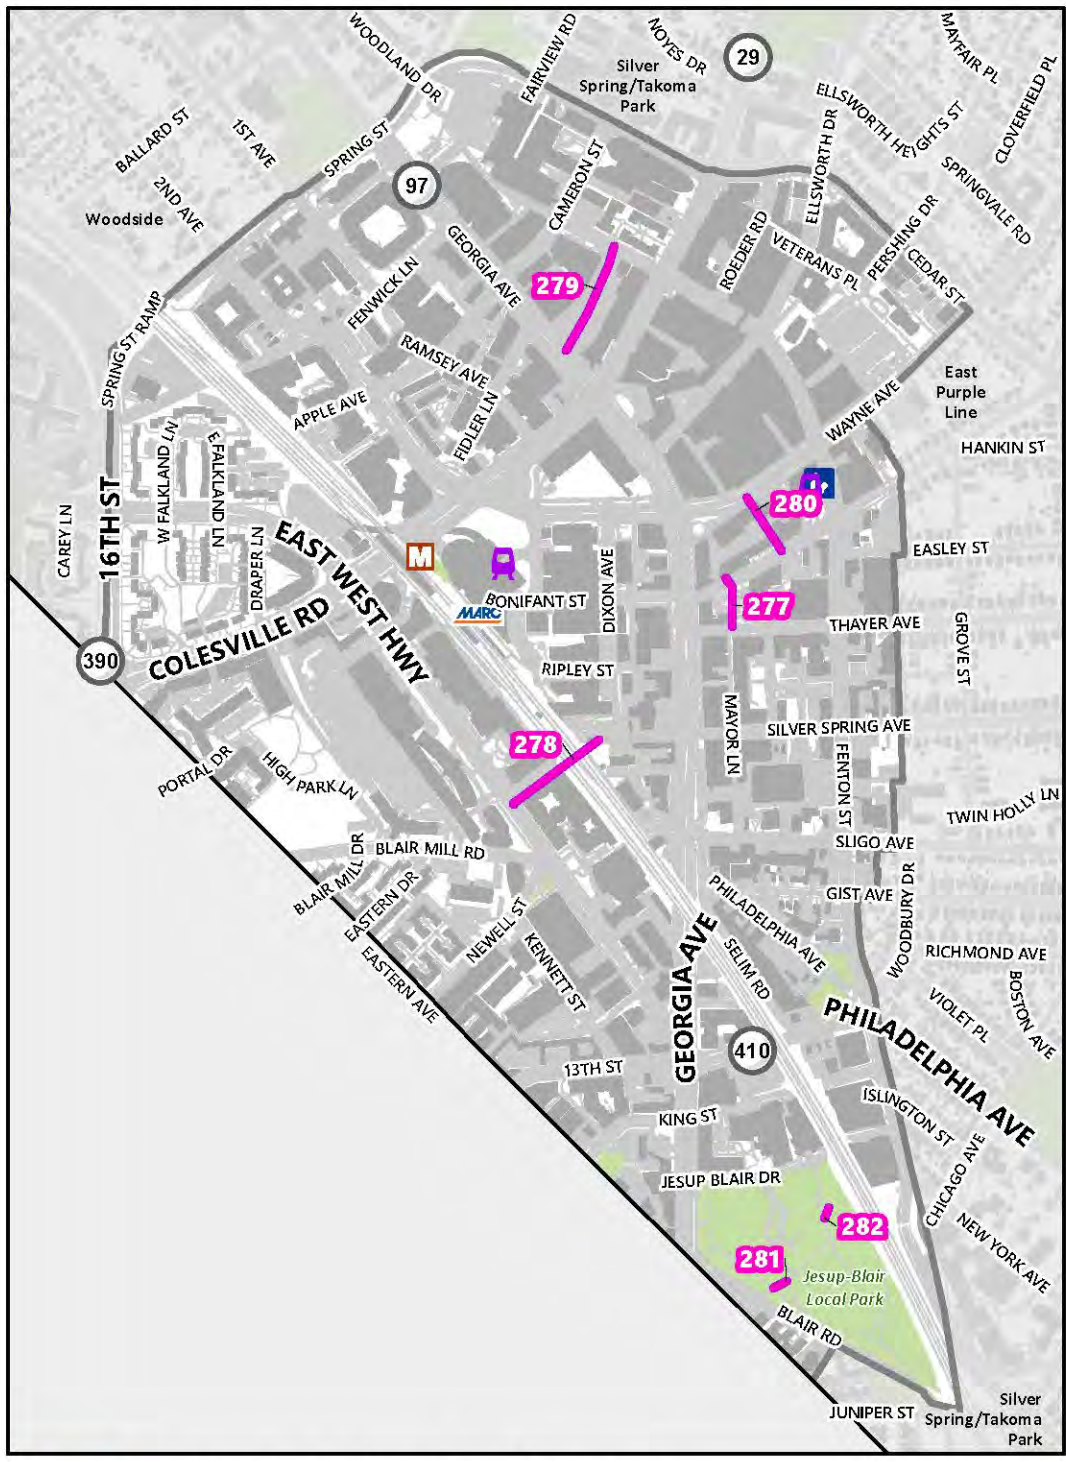 WOODLAND DR
FAIRVIEW RD
NOYES DR
29
MAYFAIR PL
CLOVERFIELD PL
Silver
Spring/Takoma
Park
ELLSWORTH HEIGHTS ST
SPRINGVALE RD
BALLARD ST
1ST AVE
SPRING ST
2ND AVE
Woodside
97
CAMERON ST
ELLSWORTH DR
ROEDER RD
VETERANS PL
PERSHING DR
CEDAR ST
GEORGIA AVE
FENWICK LN
279
RAMSEY AVE
SPRING ST RAMP
APPLE AVE
FIDLER LN
WAYNE AVE
East
Purple
Line
HANKIN ST
16TH ST
W FALKLAND LN
E FALKLAND LN
CAREY LN
DRAPER LN
EAST WEST HWY
COLESVILLE RD
390
M
MARC
BONIFANT ST
DIXON AVE
280
277
EASLEY ST
THAYER AVE
GROVE ST
RIPLEY ST
MAYOR LN
SILVER SPRING AVE
FENTON ST
278
PORTAL DR
HIGH PARK LN
TWIN HOLLY LN
SLIGO AVE
BLAIR MILL RD
BLAIR MILL DR
EASTERN DR
EASTERN AVE
NEWELL ST
KENNETT ST
GIST AVE
WOODBURY DR
PHILADELPHIA AVE
SELIM RD
GEORGIA AVE
RICHMOND AVE
VIOLET PL
BOSTON AVE
PHILADELPHIA AVE
410
13TH ST
KING ST
ISLINGTON ST
CHICAGO AVE
NEW YORK AVE
JESUP BLAIR DR
282
281
Jesup-Blair
Local Park
BLAIR RD
JUNIPER ST
Silver
Spring/Takoma
Park